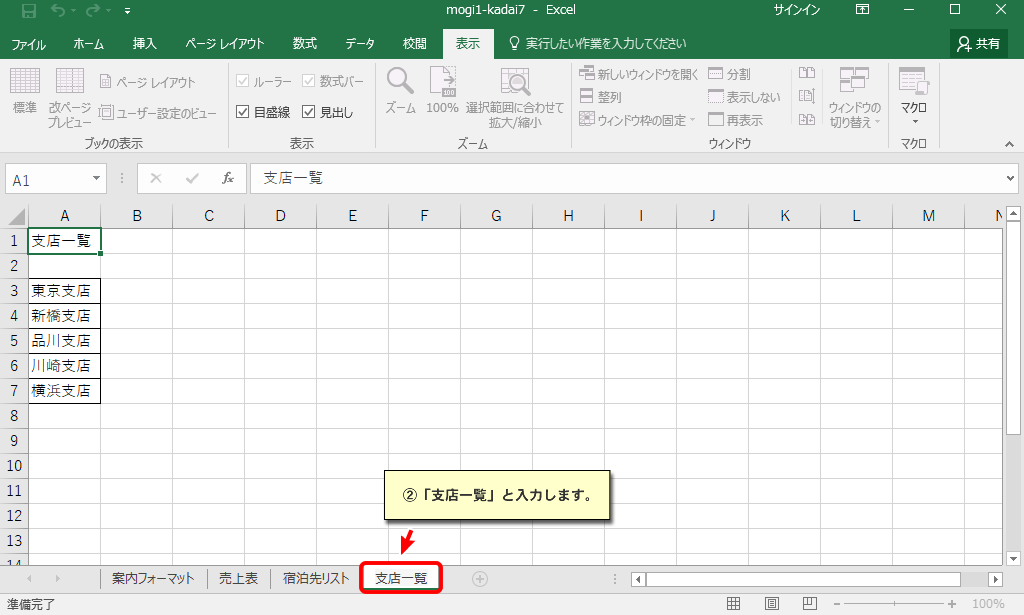 mogi1-kadai7 - Excel
サインイン
ファイル ホーム 挿入 ページ レイアウト 数式 データ 校閲 表示 実行したい作業を入力してください 共有
標準
改ページ
プレビュー
ページ レイアウト
ユーザー設定のビュー
ブックの表示
ルーラー 数式バー
目盛線 見出し
表示
ズーム
100
100%
選択範囲に合わせて
拡大/縮小
ズーム
新しいウィンドウを開く
整列
ウィンドウ枠の固定
分割
表示しない
再表示
ウィンドウの
切り替え
ウィンドウ
マクロ
マクロ
A1 fx 支店一覧
A B C D E F G H I J K L M N
1 支店一覧
2
3 東京支店
4 新橋支店
5 品川支店
6 川崎支店
7 横浜支店
8
9
10
11
12
13
14
②「支店一覧」と入力します。
案内フォーマット 売上表 宿泊先リスト 支店一覧
準備完了 100%